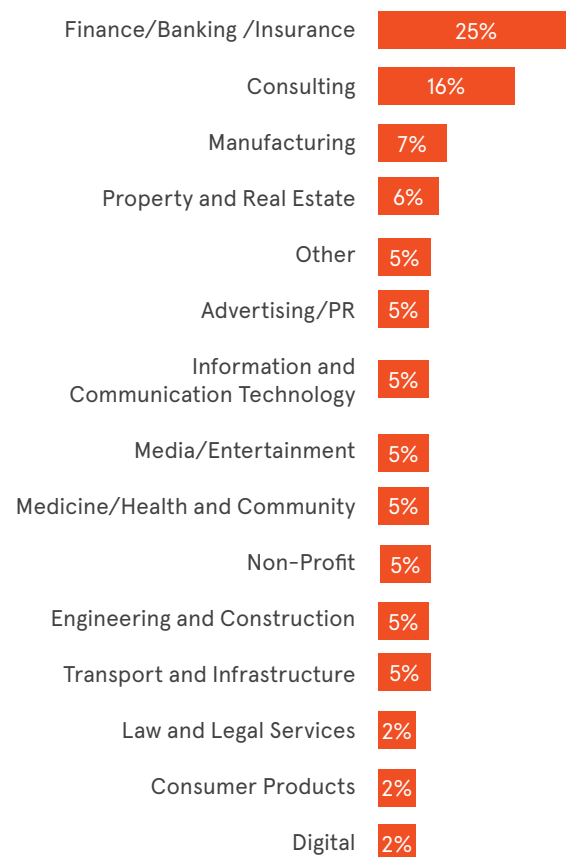 Finance/Banking /Insurance 25%
Consulting 16%
Manufacturing 7%
Property and Real Estate 6%
Other 5%
Advertising/PR 5%
Information and
Communication Technology 5%
Media/Entertainment 5%
Medicine/Health and Community 5%
Non-Profit 5%
Engineering and Construction 5%
Transport and Infrastructure 5%
Law and Legal Services 2%
Consumer Products 2%
Digital 2%